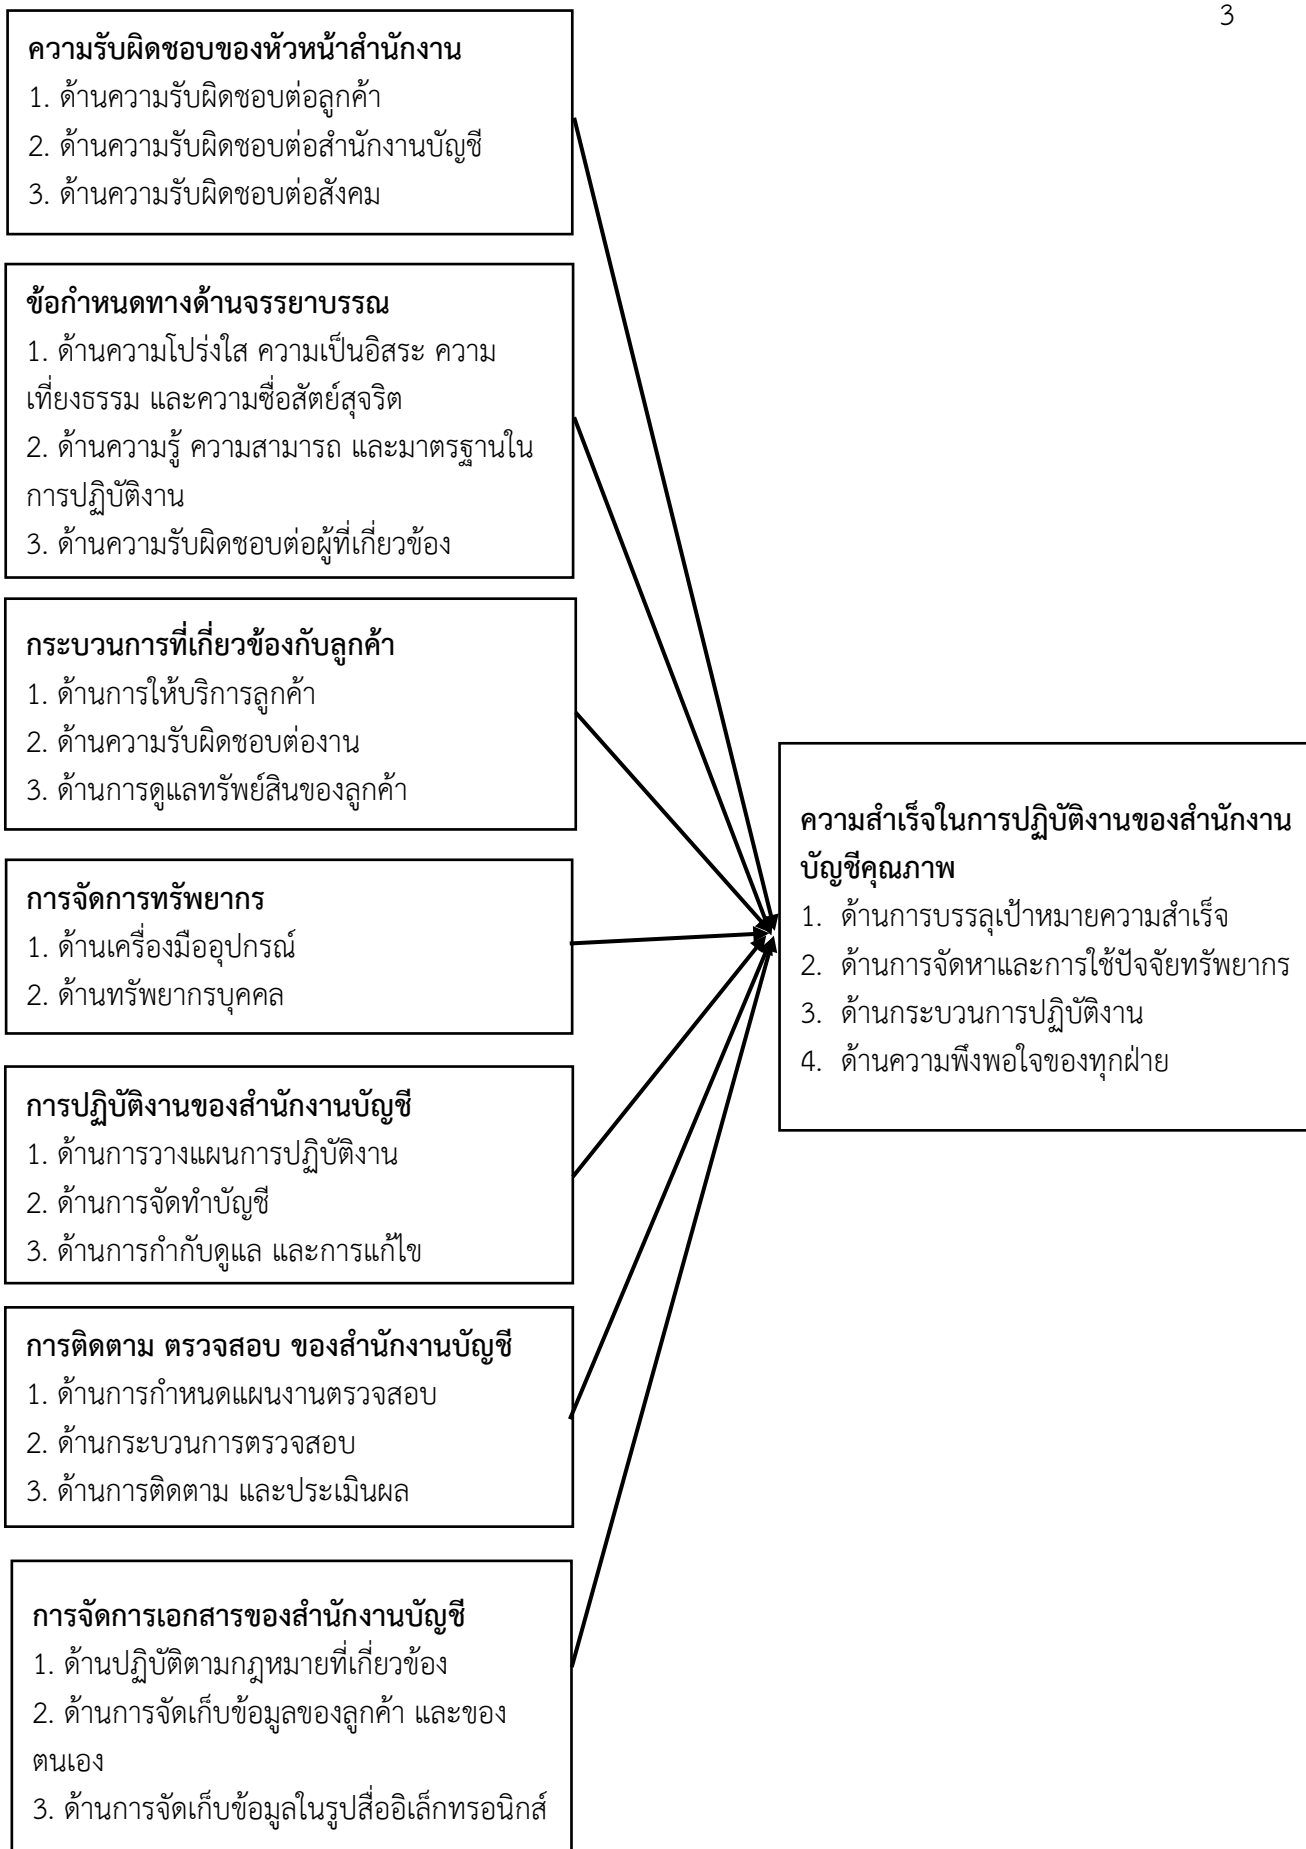 3
ความรับผิดชอบของหัวหน้าสำนักงาน
1. ด้านความรับผิดชอบต่อลูกค้า
2. ด้านความรับผิดชอบต่อสำนักงานบัญชี
3. ด้านความรับผิดชอบต่อสังคม
ข้อกำหนดทางด้านจรรยาบรรณ
1. ด้านความโปร่งใส ความเป็นอิสระ ความ
เที่ยงธรรม และความซื่อสัตย์สุจริต
2. ด้านความรู้ ความสามารถ และมาตรฐานใน
การปฏิบัติงาน
3. ด้านความรับผิดชอบต่อผู้ที่เกี่ยวข้อง
กระบวนการที่เกี่ยวข้องกับลูกค้า
1. ด้านการให้บริการลูกค้า
2. ด้านความรับผิดชอบต่องาน
3. ด้านการดูแลทรัพย์สินของลูกค้า
การจัดการทรัพยากร
1. ด้านเครื่องมืออุปกรณ์
2. ด้านทรัพยากรบุคคล
การปฏิบัติงานของสำนักงานบัญชี
1. ด้านการวางแผนการปฏิบัติงาน
2. ด้านการจัดทำบัญชี
3. ด้านการกำกับดูแล และการแก้ไข
การติดตาม ตรวจสอบ ของสำนักงานบัญชี
1. ด้านการกำหนดแผนงานตรวจสอบ
2. ด้านกระบวนการตรวจสอบ
3. ด้านการติดตาม และประเมินผล
การจัดการเอกสารของสำนักงานบัญชี
1. ด้านปฏิบัติตามกฎหมายที่เกี่ยวข้อง
2. ด้านการจัดเก็บข้อมูลของลูกค้า และของ
ตนเอง
3. ด้านการจัดเก็บข้อมูลในรูปสื่ออิเล็กทรอนิกส์
ความสำเร็จในการปฏิบัติงานของสำนักงาน
บัญชีคุณภาพ
1. ด้านการบรรลุเป้าหมายความสำเร็จ
2. ด้านการจัดหาและการใช้ปัจจัยทรัพยากร
3. ด้านกระบวนการปฏิบัติงาน
4. ด้านความพึงพอใจของทุกฝ่าย